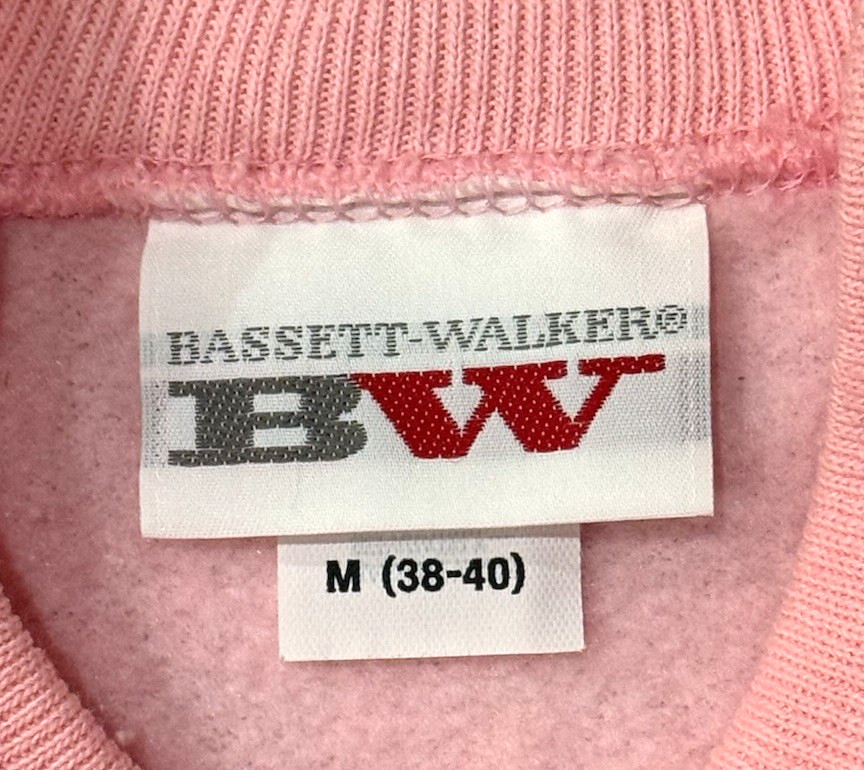 BASSETT-WALKER®
BW
M (38-40)